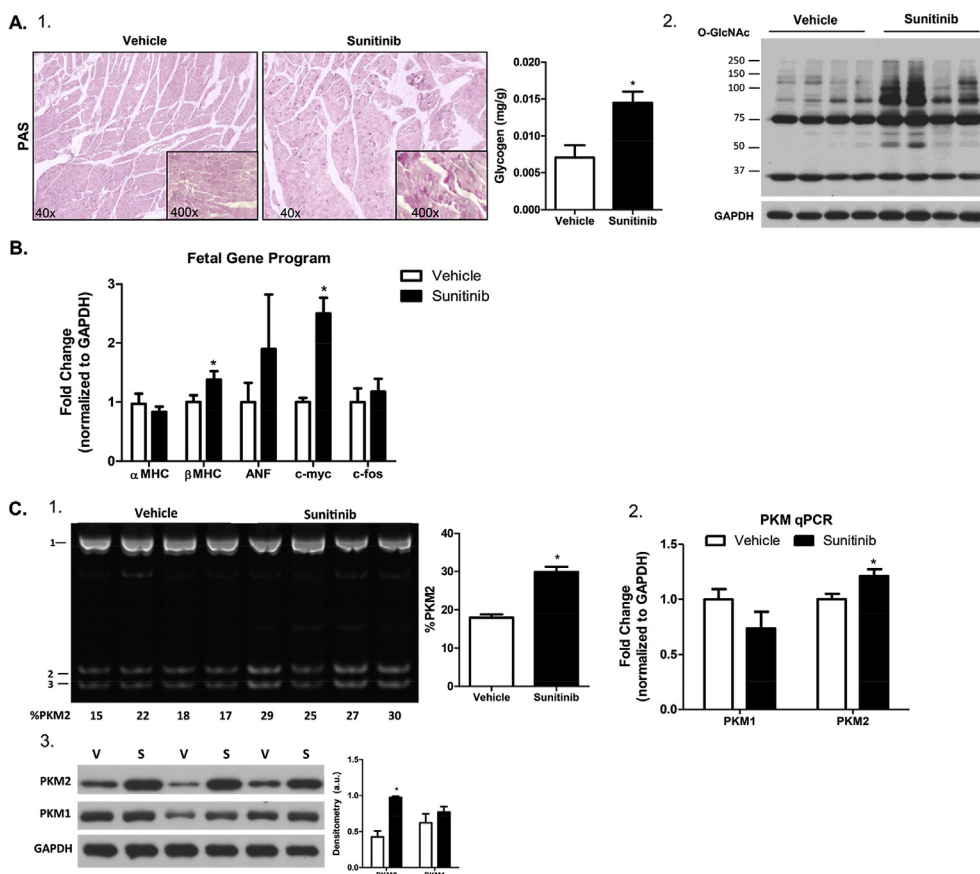 A.
1.
Vehicle
Sunitinib
PAS
40x
400x
40x
400x
Glycogen (mg/g)
0.020
0.015
0.010
0.005
0.000
*
Vehicle
Sunitinib
2.
O-GlcNAc
Vehicle
Sunitinib
250
150
100
75
50
37
GAPDH
B.
Fetal Gene Program
Vehicle
Sunitinib
Fold Change
(normalized to GAPDH)
3
2
1
0
*
*
αMHC
βMHC
ANF
c-myc
c-fos
C.
1.
Vehicle
Sunitinib
1
2
3
%PKM2 15 22 18 17 29 25 27 30
%PKM2
40
30
20
10
0
*
Vehicle
Sunitinib
2.
PKM qPCR
Vehicle
Sunitinib
Fold Change
(normalized to GAPDH)
1.5
1.0
0.5
0.0
*
PKM1
PKM2
3.
V S V S V S
PKM2
PKM1
GAPDH
Densitometry (a.u.)
1.5
1.0
0.5
0.0
*